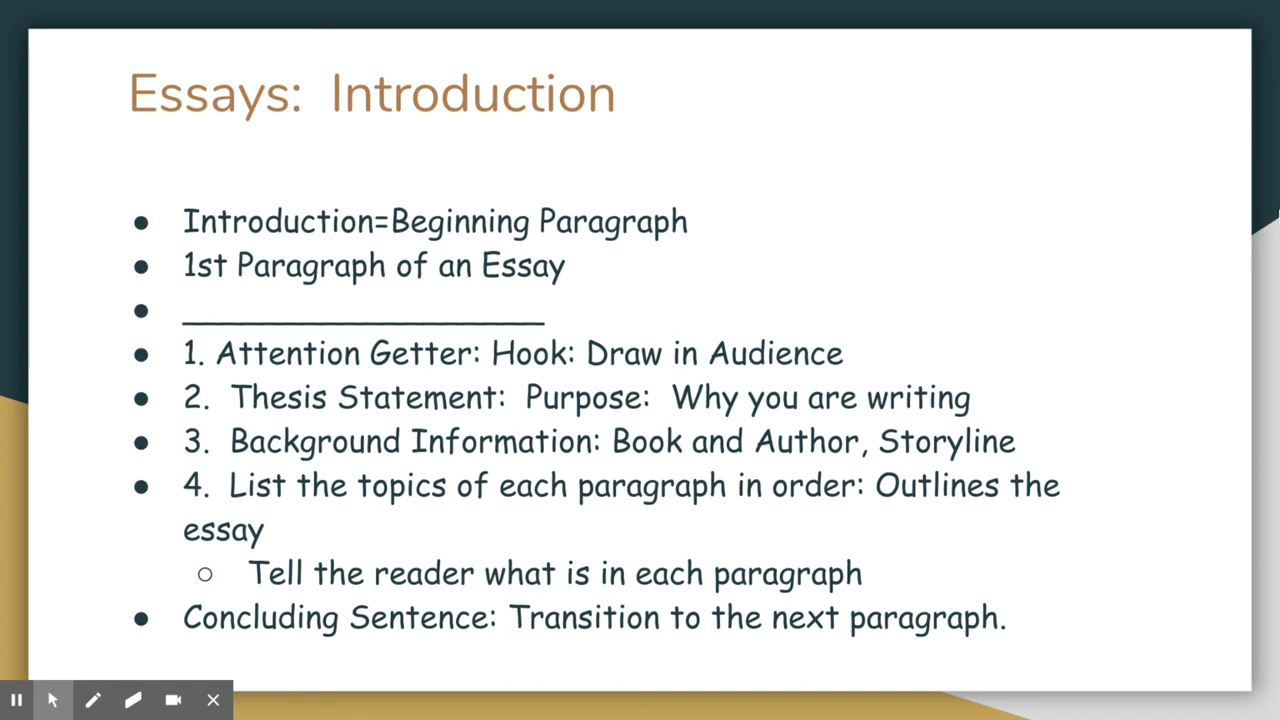 Essays:  Introduction
● Introduction=Beginning Paragraph
● 1st Paragraph of an Essay
● ____________________
● 1. Attention Getter: Hook: Draw in Audience
● 2.  Thesis Statement:  Purpose:  Why you are writing
● 3.  Background Information: Book and Author, Storyline
● 4.  List the topics of each paragraph in order: Outlines the
essay
○ Tell the reader what is in each paragraph
● Concluding Sentence: Transition to the next paragraph.